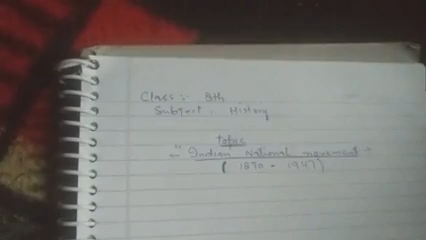 Class :- 8th
Subject . History
topic
" Indian National movement "
( 1870 - 1947)